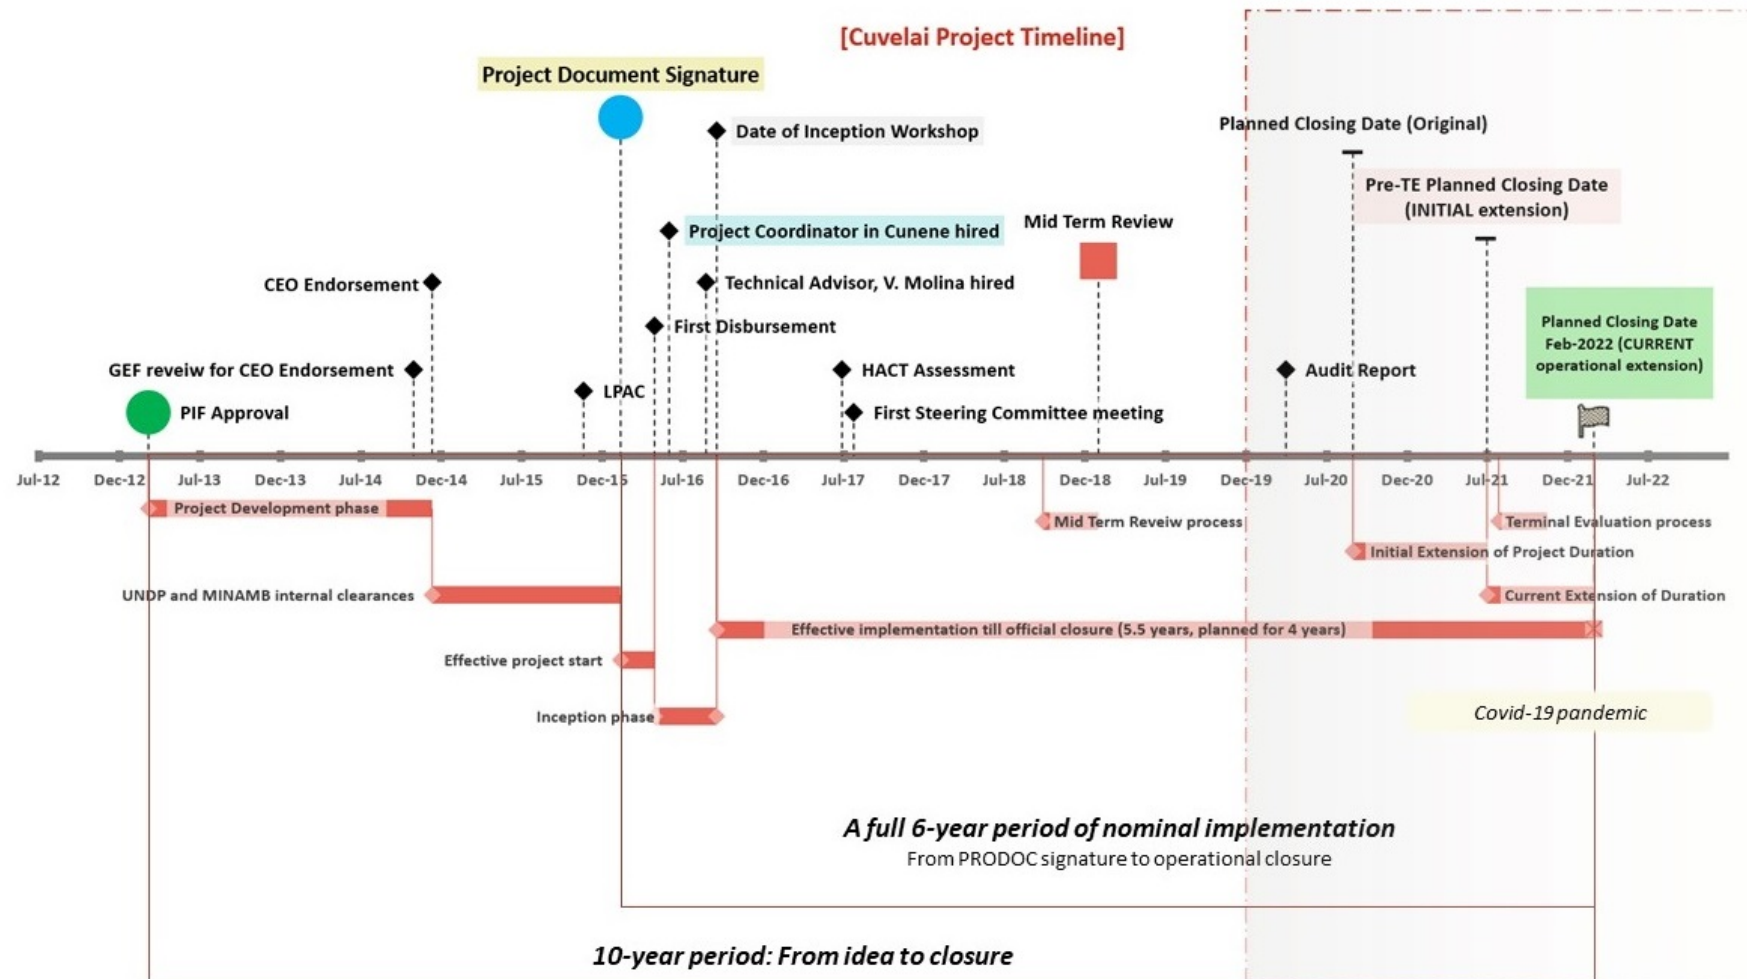 [Cuvelai Project Timeline]
Project Document Signature
Date of Inception Workshop
Planned Closing Date (Original)
Pre-TE Planned Closing Date
(INITIAL extension)
Project Coordinator in Cunene hired
Mid Term Review
CEO Endorsement
Technical Advisor, V. Molina hired
First Disbursement
Planned Closing Date
Feb-2022 (CURRENT
operational extension)
GEF reveiw for CEO Endorsement
HACT Assessment
Audit Report
LPAC
PIF Approval
First Steering Committee meeting
Jul-12 Dec-12 Jul-13 Dec-13 Jul-14 Dec-14 Jul-15 Dec-15 Jul-16 Dec-16 Jul-17 Dec-17 Jul-18 Dec-18 Jul-19 Dec-19 Jul-20 Dec-20 Jul-21 Dec-21 Jul-22
Project Development phase
Mid Term Reveiw process
Terminal Evaluation process
Initial Extension of Project Duration
UNDP and MINAMB internal clearances
Current Extension of Duration
Effective implementation till official closure (5.5 years, planned for 4 years)
Effective project start
Inception phase
Covid-19 pandemic
A full 6-year period of nominal implementation
From PRODOC signature to operational closure
10-year period: From idea to closure